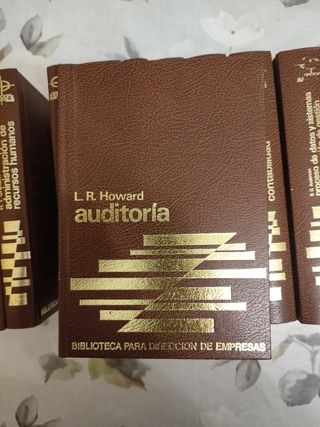 administración de
recursos humanos
L. R. Howard
auditoría
BIBLIOTECA PARA DIRECCION DE EMPRESAS
contabilidad
proceso de datos y sistemas